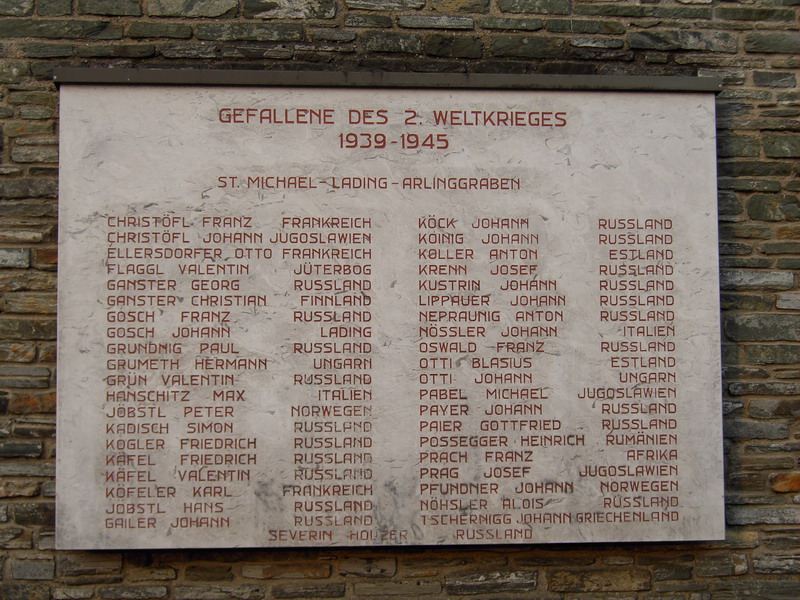 GEFALLENE DES 2. WELTKRIEGES
1939-1945
ST. MICHAEL-LADING-ARLINGGRABEN
CHRISTÖFL FRANZ FRANKREICH
CHRISTÖFL JOHANN JUGOSLAWIEN
ELLERSDORFER OTTO FRANKREICH
FLAGGL VALENTIN JÜTERBOG
GANSTER GEORG RUSSLAND
GANSTER CHRISTIAN FINNLAND
GOSCH FRANZ RUSSLAND
GOSCH JOHANN LADING
GRUNDNIG PAUL RUSSLAND
GRUMETH HERMANN UNGARN
GRÜN VALENTIN RUSSLAND
HANSCHITZ MAX ITALIEN
JÖBSTL PETER NORWEGEN
KADISCH SIMON RUSSLAND
KOGLER FRIEDRICH RUSSLAND
KÄFEL FRIEDRICH RUSSLAND
KÄFEL VALENTIN RUSSLAND
KÖFELER KARL FRANKREICH
JÖBSTL HANS RUSSLAND
GAILER JOHANN RUSSLAND
KÖCK JOHANN RUSSLAND
KÖINIG JOHANN RUSSLAND
KOLLER ANTON ESTLAND
KRENN JOSEF RUSSLAND
KUSTRIN JOHANN RUSSLAND
LIPPAUER JOHANN RUSSLAND
NEPRAUNIG ANTON RUSSLAND
NÖSSLER JOHANN ITALIEN
OSWALD FRANZ RUSSLAND
OTTI BLASIUS ESTLAND
OTTI JOHANN UNGARN
PABEL MICHAEL JUGOSLAWIEN
PAYER JOHANN RUSSLAND
PAIER GOTTFRIED RUSSLAND
POSSEGGER HEINRICH RUMÄNIEN
PRACH FRANZ AFRIKA
PRAG JOSEF JUGOSLAWIEN
PFUNDNER JOHANN NORWEGEN
NÖHSLER ALOIS RUSSLAND
TSCHERNIGG JOHANN GRIECHENLAND
SEVERIN HOLZER RUSSLAND